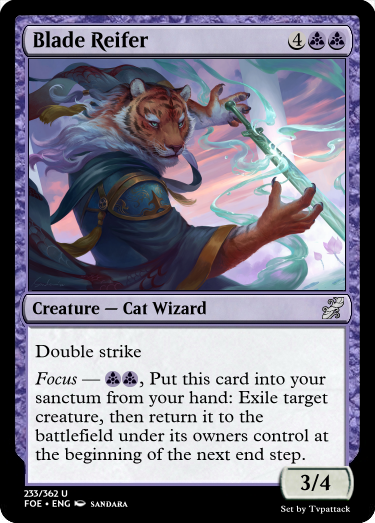 Blade Reifer 4
Creature — Cat Wizard
Double strike
Focus — , Put this card into your
sanctum from your hand: Exile target
creature, then return it to the
battlefield under its owners control at
the beginning of the next end step.
3/4
233/362 U
FOE • ENG SANDARA
Set by Tvpattack